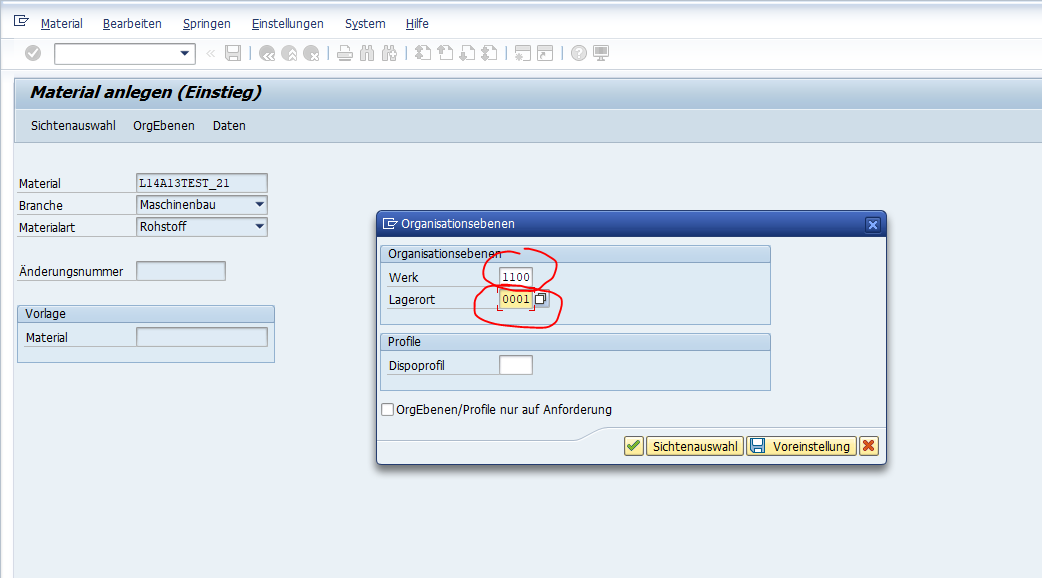 Material Bearbeiten Springen Einstellungen System Hilfe
Material anlegen (Einstieg)
Sichtenauswahl OrgEbenen Daten
Material L14A13TEST_21
Branche Maschinenbau
Materialart Rohstoff
Änderungsnummer
Vorlage
Material
Organisationsebenen
Organisationsebenen
Werk 1100
Lagerort 0001
Profile
Dispoprofil
OrgEbenen/Profile nur auf Anforderung
Sichtenauswahl Voreinstellung